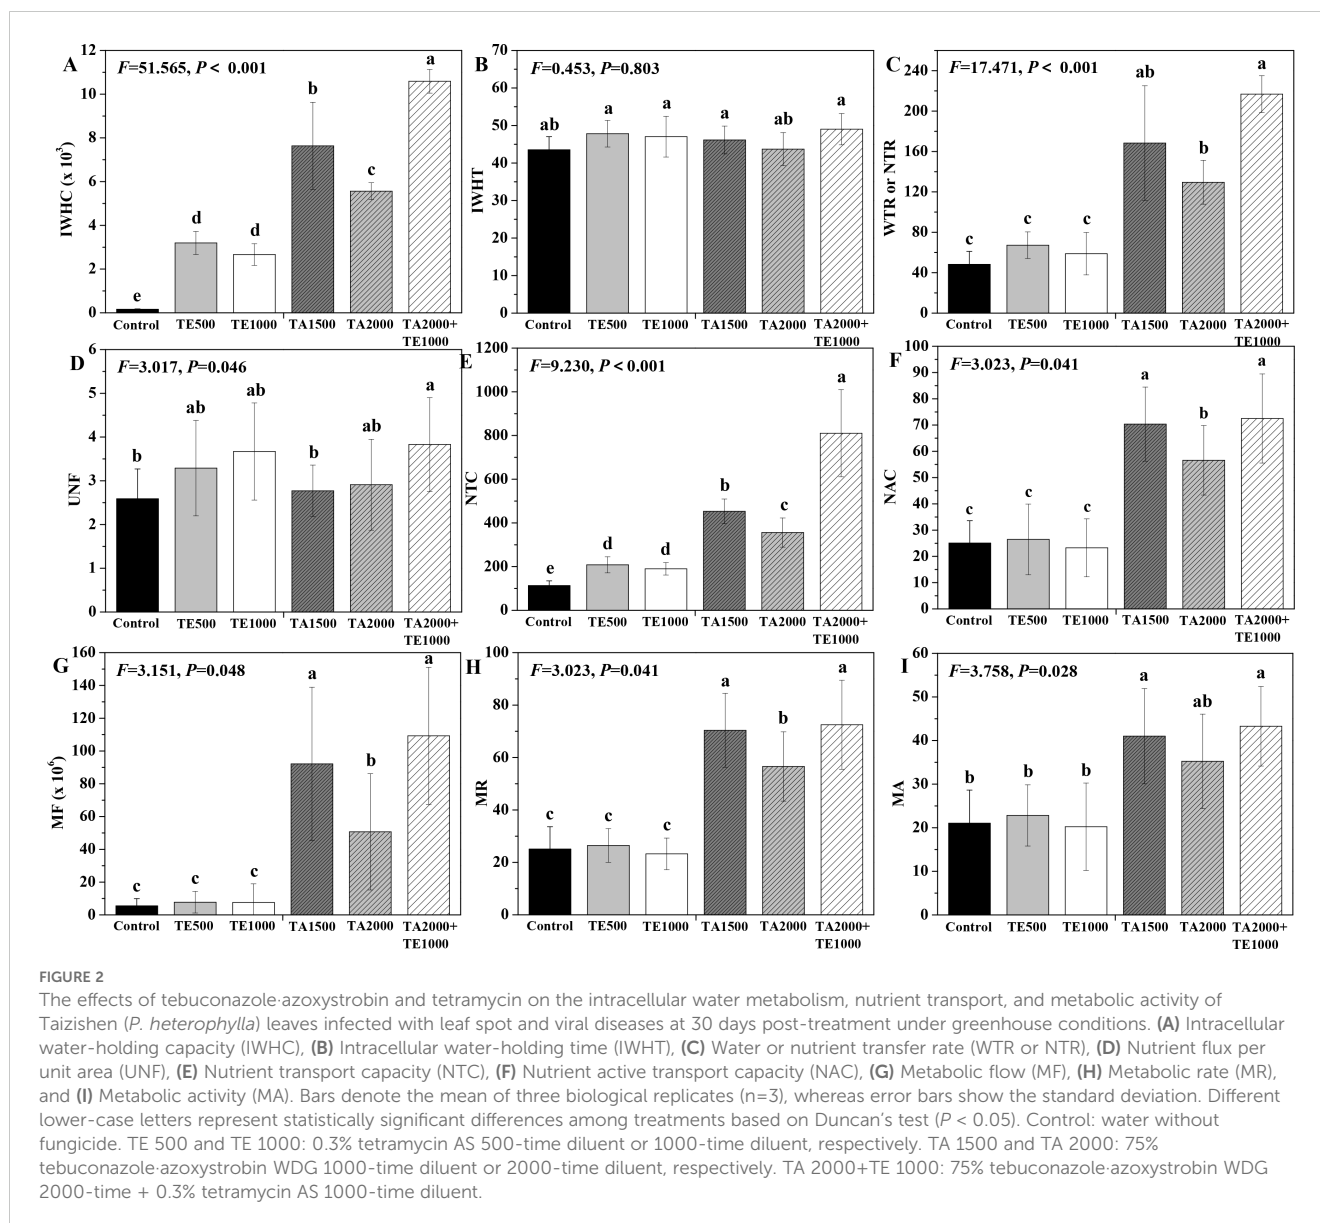 A
F=51.565, P< 0.001
IWHC (x 10³)
12
10
8
6
4
2
0
e
d
d
b
c
a
Control TE500 TE1000 TA1500 TA2000 TA2000+
TE1000
B
F=0.453, P=0.803
IWHT
70
60
50
40
30
20
10
0
ab
a
a
a
ab
a
Control TE500 TE1000 TA1500 TA2000 TA2000+
TE1000
C
F=17.471, P< 0.001
WTR or NTR
240
200
160
120
80
40
0
c
c
c
ab
b
a
Control TE500 TE1000 TA1500 TA2000 TA2000+
TE1000
D
F=3.017, P=0.046
UNF
6
5
4
3
2
1
0
b
ab
ab
b
ab
a
Control TE500 TE1000 TA1500 TA2000 TA2000+
TE1000
E
F=9.230, P<0.001
NTC
1200
1000
800
600
400
200
0
e
d
d
b
c
a
Control TE500 TE1000 TA1500 TA2000 TA2000+
TE1000
F
F=3.023, P=0.041
NAC
100
90
80
70
60
50
40
30
20
10
0
c
c
c
a
b
a
Control TE500 TE1000 TA1500 TA2000 TA2000+
TE1000
G
F=3.151, P=0.048
MF (x 10⁶)
160
140
120
100
80
60
40
20
0
c
c
c
a
b
a
Control TE500 TE1000 TA1500 TA2000 TA2000+
TE1000
H
F=3.023, P=0.041
MR
100
80
60
40
20
0
c
c
c
a
b
a
Control TE500 TE1000 TA1500 TA2000 TA2000+
TE1000
I
F=3.758, P=0.028
MA
60
50
40
30
20
10
0
b
b
b
a
ab
a
Control TE500 TE1000 TA1500 TA2000 TA2000+
TE1000
FIGURE 2
The effects of tebuconazole·azoxystrobin and tetramycin on the intracellular water metabolism, nutrient transport, and metabolic activity of
Taizishen (P. heterophylla) leaves infected with leaf spot and viral diseases at 30 days post-treatment under greenhouse conditions. (A) Intracellular
water-holding capacity (IWHC), (B) Intracellular water-holding time (IWHT), (C) Water or nutrient transfer rate (WTR or NTR), (D) Nutrient flux per
unit area (UNF), (E) Nutrient transport capacity (NTC), (F) Nutrient active transport capacity (NAC), (G) Metabolic flow (MF), (H) Metabolic rate (MR),
and (I) Metabolic activity (MA). Bars denote the mean of three biological replicates (n=3), whereas error bars show the standard deviation. Different
lower-case letters represent statistically significant differences among treatments based on Duncan's test (P < 0.05). Control: water without
fungicide. TE 500 and TE 1000: 0.3% tetramycin AS 500-time diluent or 1000-time diluent, respectively. TA 1500 and TA 2000: 75%
tebuconazole·azoxystrobin WDG 1000-time diluent or 2000-time diluent, respectively. TA 2000+TE 1000: 75% tebuconazole·azoxystrobin WDG
2000-time + 0.3% tetramycin AS 1000-time diluent.